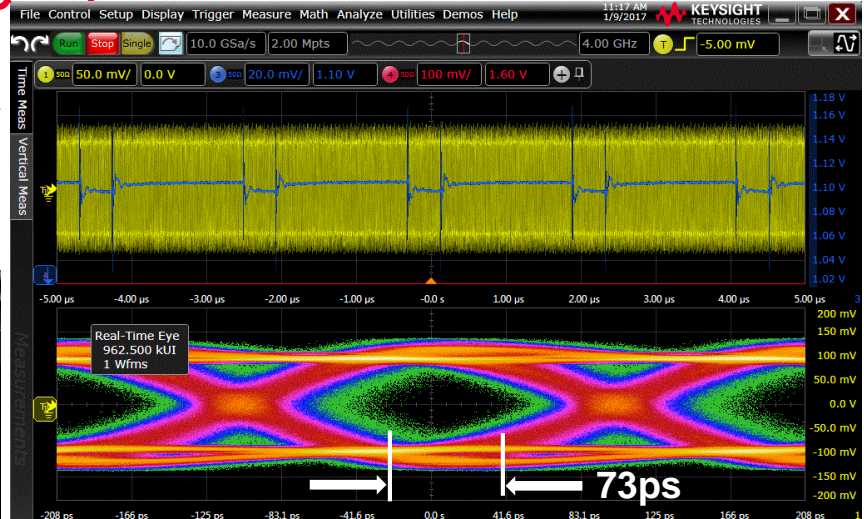 File Control Setup Display Trigger Measure Math Analyze Utilities Demos Help
11:17 AM
1/9/2017
KEYSIGHT
TECHNOLOGIES
Run Stop Single 10.0 GSa/s 2.00 Mpts 4.00 GHz T -5.00 mV
1 50Ω 50.0 mV/ 0.0 V 3 50Ω 20.0 mV/ 1.10 V 4 50Ω 100 mV/ 1.60 V
Time Meas
Vertical Meas
Measurements
1.18 V
1.16 V
1.14 V
1.12 V
1.10 V
1.08 V
1.06 V
1.04 V
1.02 V
-5.00 µs -4.00 µs -3.00 µs -2.00 µs -1.00 µs -0.0 s 1.00 µs 2.00 µs 3.00 µs 4.00 µs 5.00 µs 3
Real-Time Eye
962.500 kUI
1 Wfms
200 mV
150 mV
100 mV
50.0 mV
0.0 V
-50.0 mV
-100 mV
-150 mV
-200 mV
73ps
-208 ps -166 ps -125 ps -83.1 ps -41.6 ps 0.0 s 41.6 ps 83.1 ps 125 ps 166 ps 208 ps 1